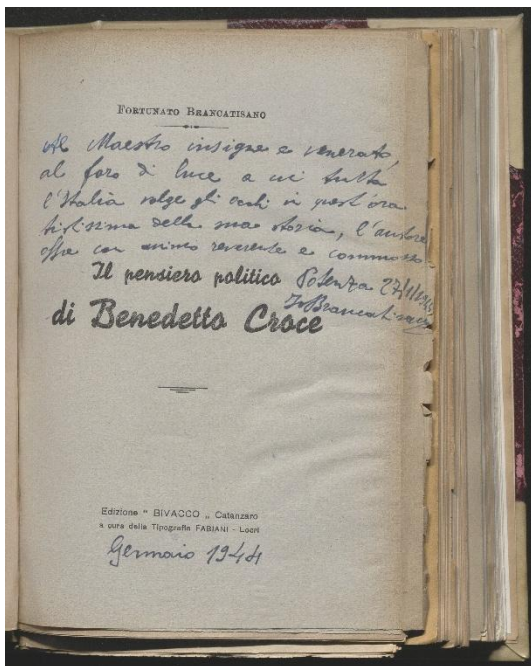 FORTUNATO BRANCATISANO
Al Maestro insigne e venerato,
al faro di luce a cui tutta
l'Italia volge gli occhi in quest'ora
tristissima della sua storia, l'autore
offre con animo reverente e commosso
Il pensiero politico
Potenza 27/1/944
di Benedetto Croce
F. Brancatisano
Edizione " BIVACCO „ Catanzaro
a cura della Tipografia FABIANI - Locri
Gennaio 1944